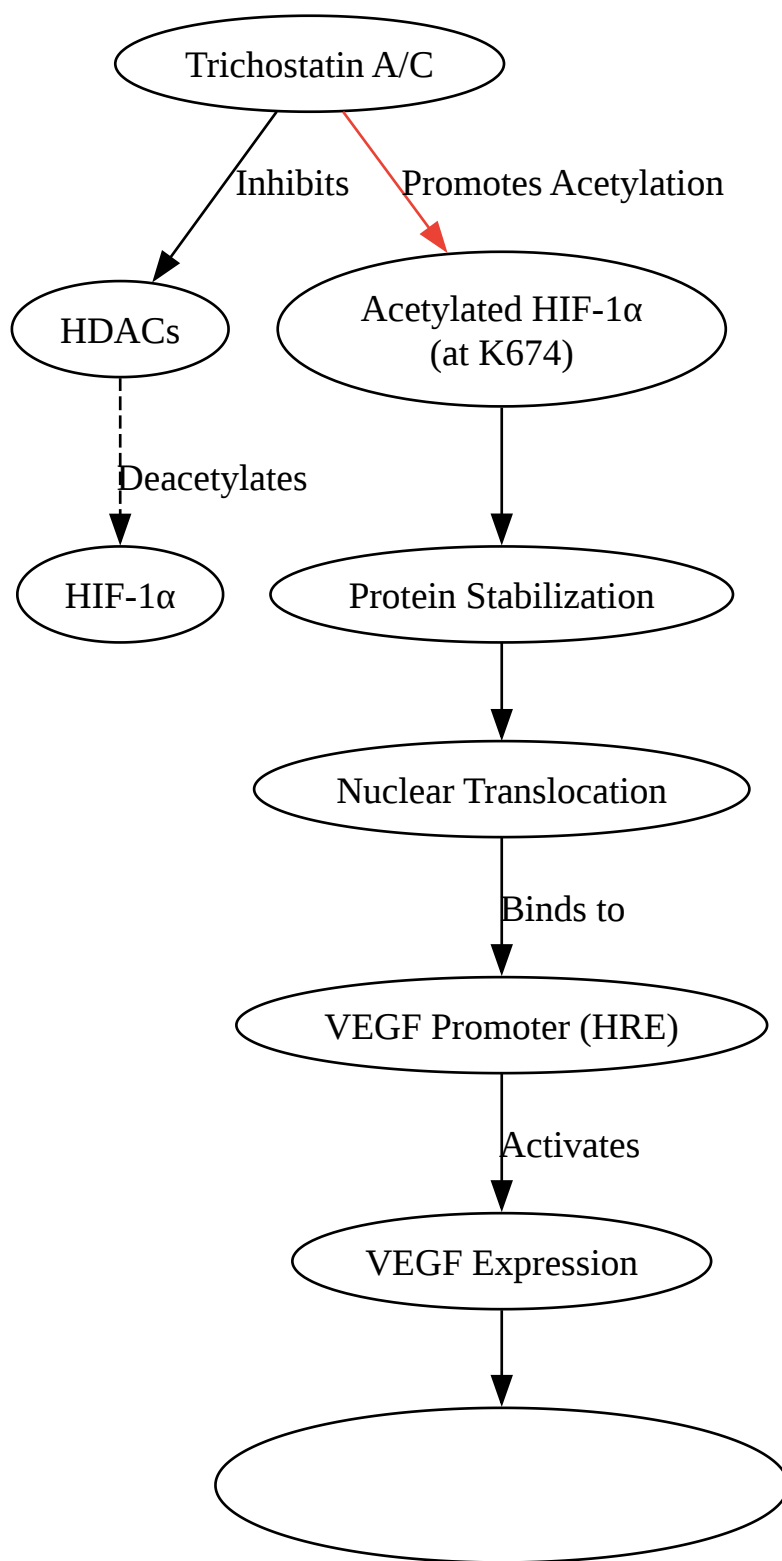 Trichostatin A/C
Inhibits
Promotes Acetylation
HDACs
Acetylated HIF-1α
(at K674)
Deacetylates
HIF-1α
Protein Stabilization
Nuclear Translocation
Binds to
VEGF Promoter (HRE)
Activates
VEGF Expression